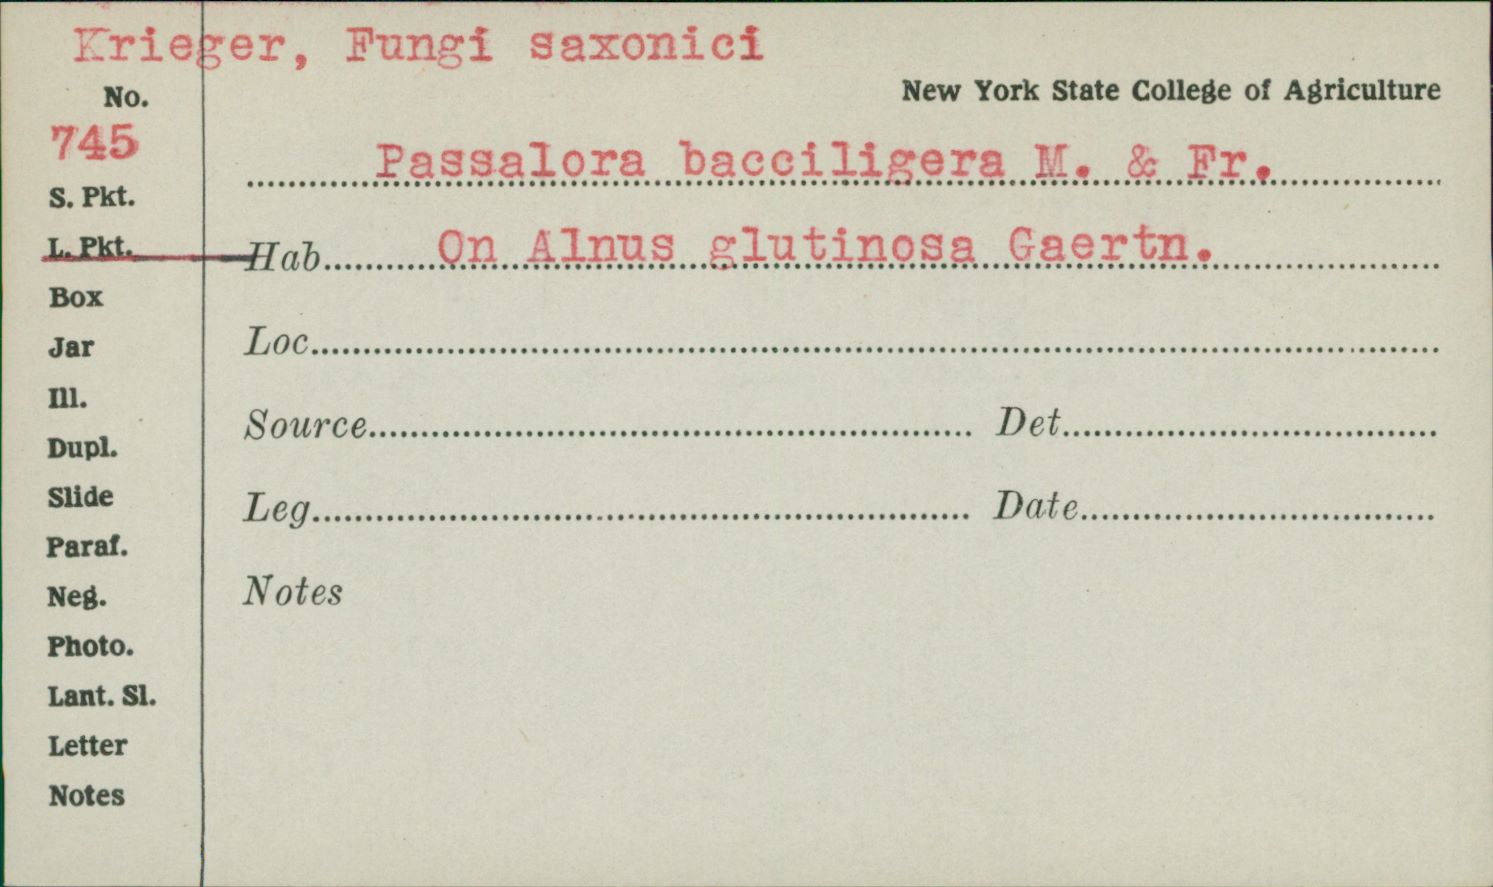 Krieger, Fungi saxonici
No.
New York State College of Agriculture
745
Passalora bacciligera M. & Fr.
S. Pkt.
L. Pkt.
Hab. On Alnus glutinosa Gaertn.
Box
Loc.
Jar
Ill.
Source. Det.
Dupl.
Slide
Leg. Date.
Paraf.
Neg.
Notes
Photo.
Lant. Sl.
Letter
Notes